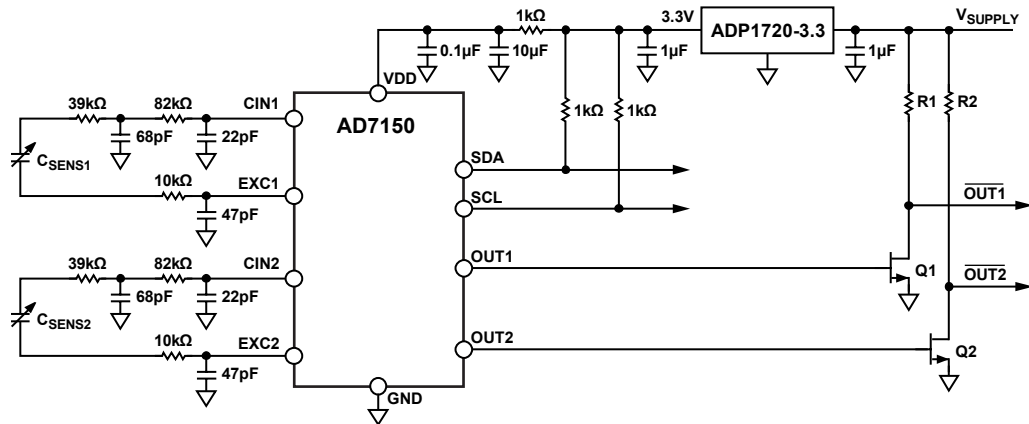 1kΩ
3.3V
ADP1720-3.3
VSUPPLY
0.1µF
10µF
1µF
1µF
VDD
R1
R2
39kΩ
82kΩ
CIN1
AD7150
1kΩ
1kΩ
68pF
22pF
CSENS1
SDA
10kΩ
EXC1
SCL
OUT1
47pF
39kΩ
82kΩ
CIN2
OUT1
Q1
OUT2
68pF
22pF
CSENS2
10kΩ
EXC2
OUT2
Q2
47pF
GND